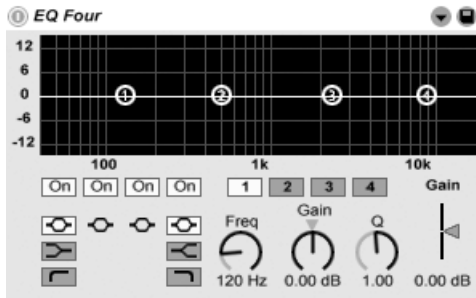 EQ Four
12
6
0
-6
-12
1 2 3 4
100 1k 10k
On On On On 1 2 3 4 Gain
Freq Gain Q
120 Hz 0.00 dB 1.00 0.00 dB